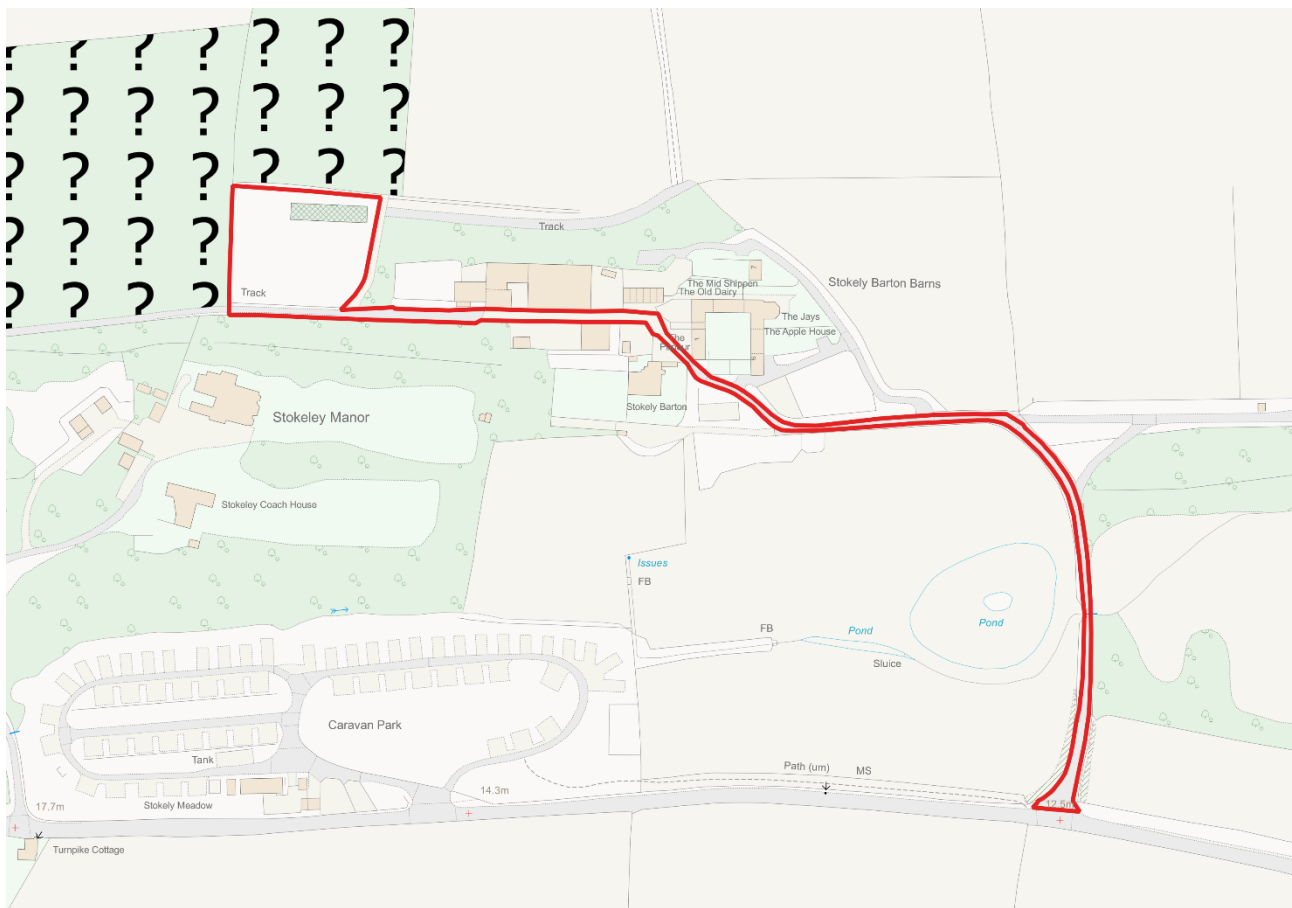 ? ? ? ? ? ? ?
? ? ? ? ? ? ?
? ? ? ? ? ? ?
? ? ? ?
? ? ? ?
Track
Track
The Mid Shippen
The Old Dairy
Stokely Barton Barns
The Jays
The Apple House
The
Stokely Barton
Stokeley Manor
Stokeley Coach House
Issues
FB
FB
Pond
Pond
Sluice
Caravan Park
Tank
Path (um)
MS
14.3m
Stokely Meadow
17.7m
12.5m
Turnpike Cottage